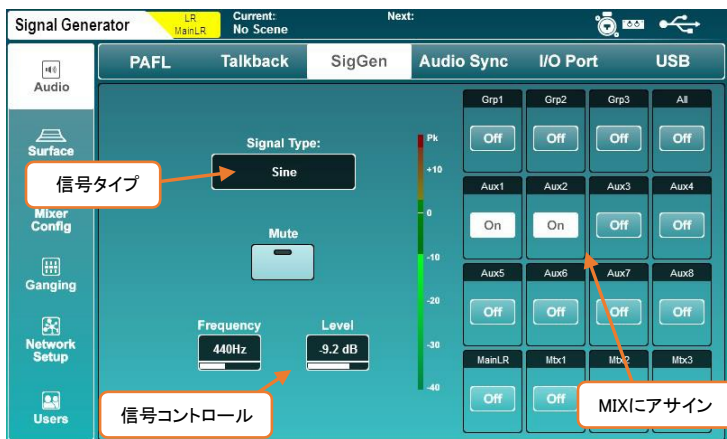 Signal Generator
LR
MainLR
Current:
No Scene
Next:
PAFL
Talkback
SigGen
Audio Sync
I/O Port
USB
Audio
Surface
Mixer
Config
Ganging
Network
Setup
Users
信号タイプ
Signal Type:
Sine
Mute
Frequency
440Hz
Level
-9.2 dB
信号コントロール
Pk
+10
0
-10
-20
-30
-40
Grp1
Grp2
Grp3
All
Off
Off
Off
Off
Aux1
Aux2
Aux3
Aux4
On
On
Off
Off
Aux5
Aux6
Aux7
Aux8
Off
Off
Off
Off
MainLR
Mtx1
Mtx2
Mtx3
Off
Off
MIXにアサイン